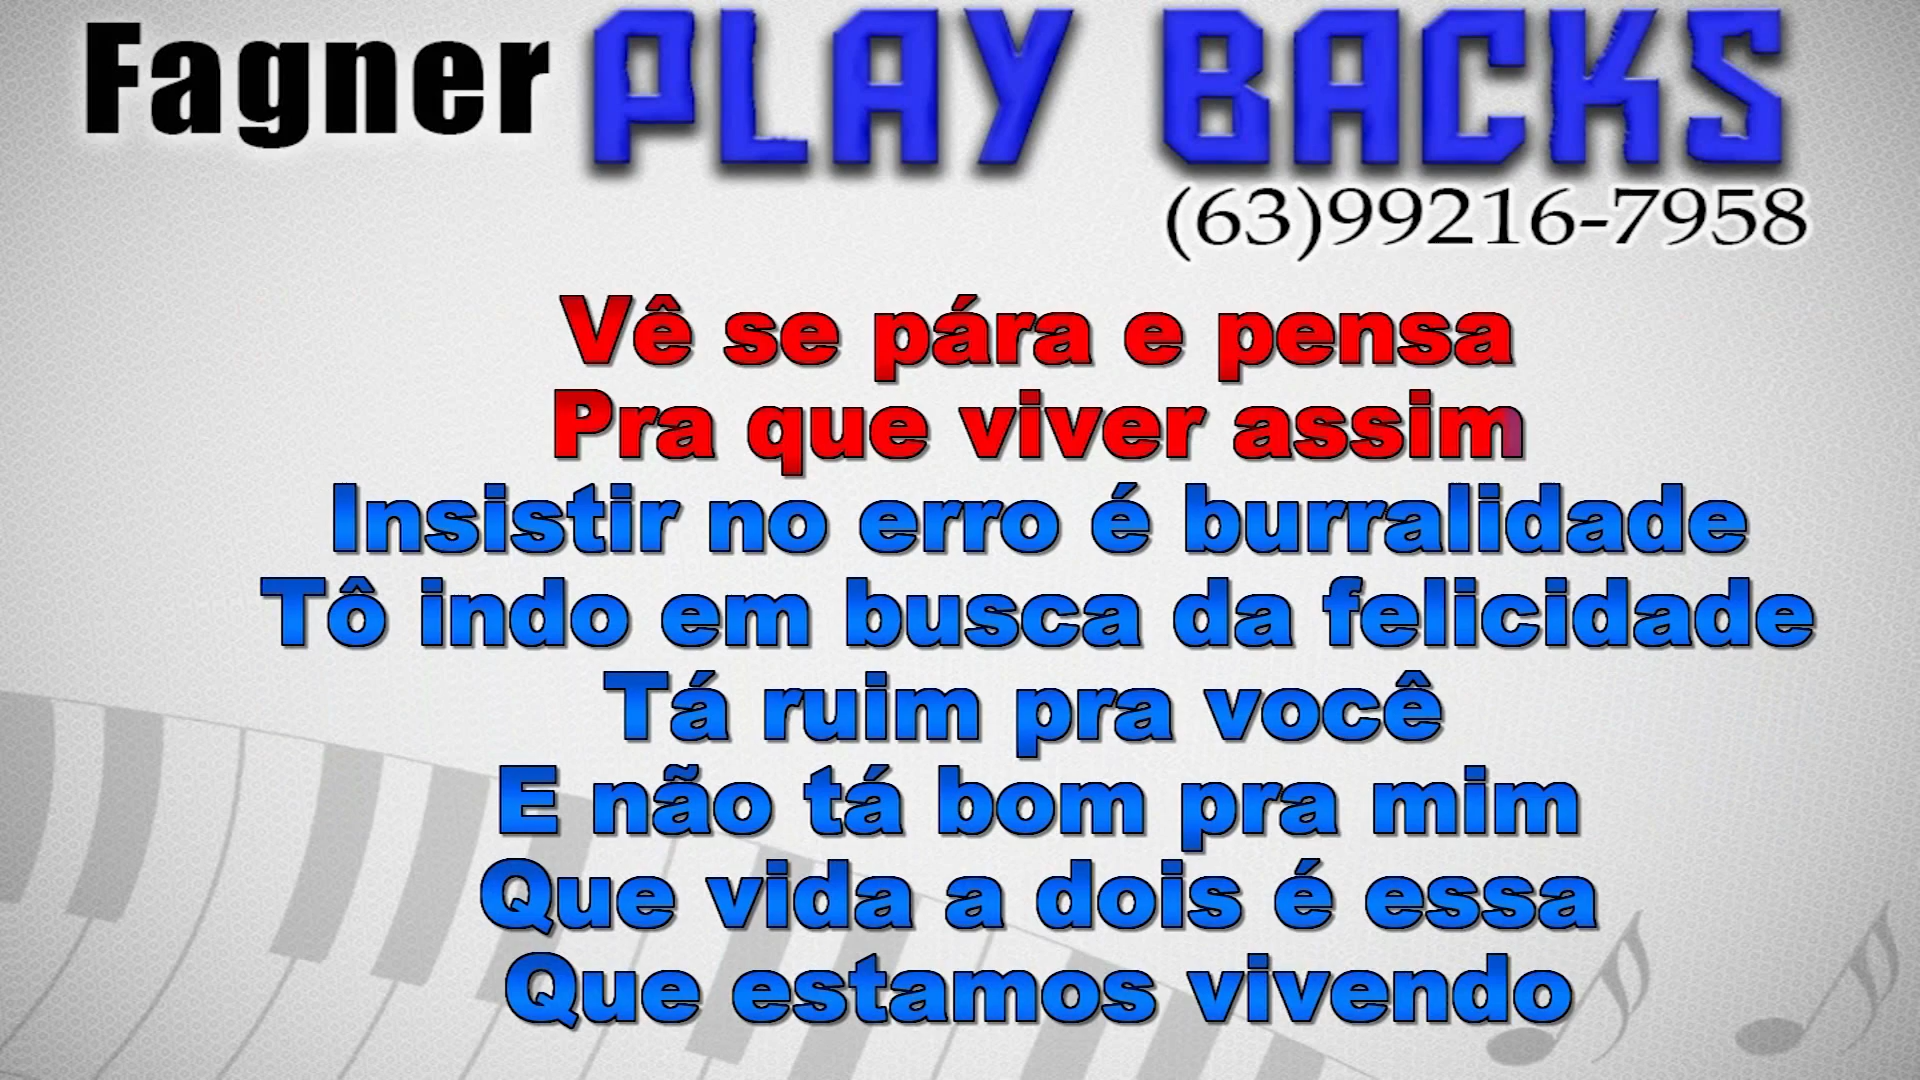 Fagner PLAY BACKS
(63)99216-7958
Vê se pára e pensa
Pra que viver assim
Insistir no erro é burralidade
Tô indo em busca da felicidade
Tá ruim pra você
E não tá bom pra mim
Que vida a dois é essa
Que estamos vivendo